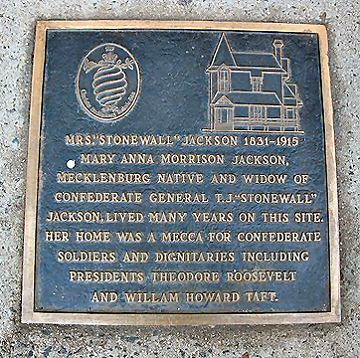 MRS. "STONEWALL" JACKSON 1831-1915
MARY ANNA MORRISON JACKSON,
MECKLENBURG NATIVE AND WIDOW OF
CONFEDERATE GENERAL T.J. "STONEWALL"
JACKSON, LIVED MANY YEARS ON THIS SITE.
HER HOME WAS A MECCA FOR CONFEDERATE
SOLDIERS AND DIGNITARIES INCLUDING
PRESIDENTS THEODORE ROOSEVELT
AND WILLAM HOWARD TAFT.